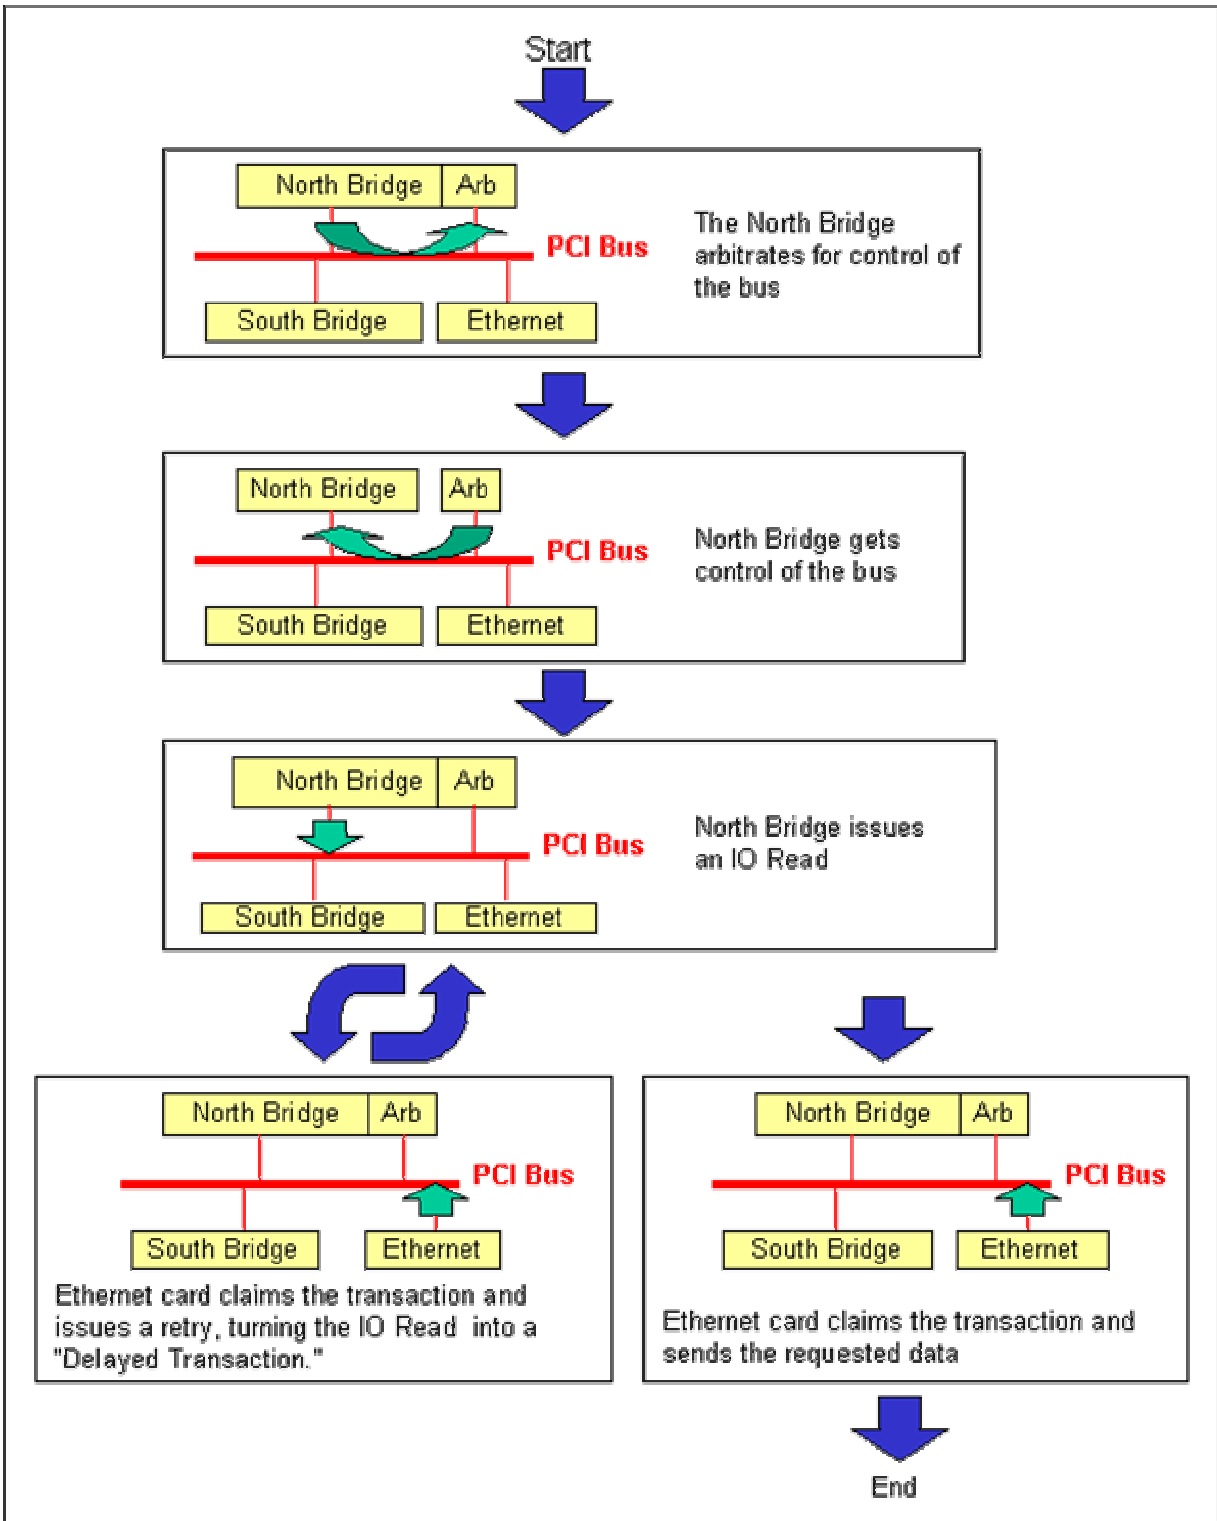 Start
North Bridge Arb
PCI Bus
South Bridge Ethernet
The North Bridge
arbitrates for control of
the bus
North Bridge Arb
PCI Bus
South Bridge Ethernet
North Bridge gets
control of the bus
North Bridge Arb
PCI Bus
South Bridge Ethernet
North Bridge issues
an IO Read
North Bridge Arb
PCI Bus
South Bridge Ethernet
Ethernet card claims the transaction and
issues a retry, turning the IO Read into a
"Delayed Transaction."
North Bridge Arb
PCI Bus
South Bridge Ethernet
Ethernet card claims the transaction and
sends the requested data
End